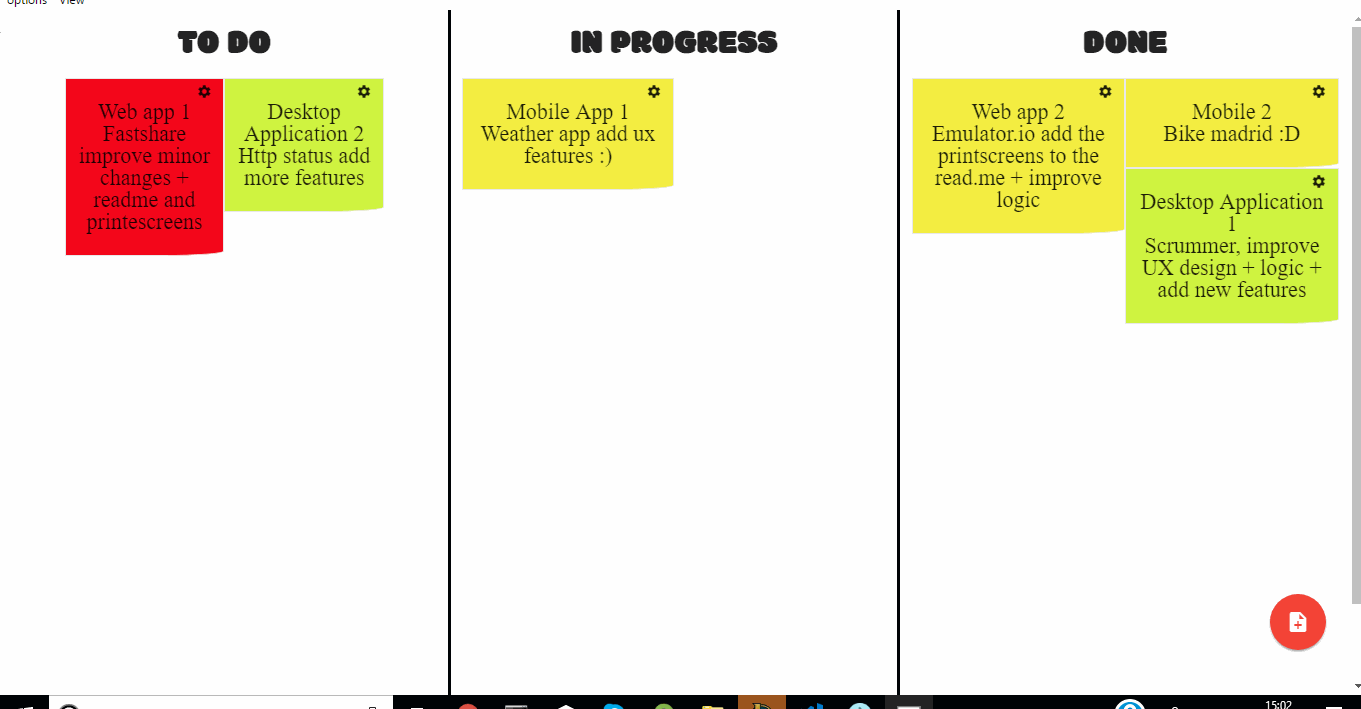 Options View
TO DO
Web app 1
Fastshare
improve minor
changes +
readme and
printescreens
Desktop
Application 2
Http status add
more features
IN PROGRESS
Mobile App 1
Weather app add ux
features :)
DONE
Web app 2
Emulator.io add the
printscreens to the
read.me + improve
logic
Mobile 2
Bike madrid :D
Desktop Application
1
Scrummer, improve
UX design + logic +
add new features
15:02